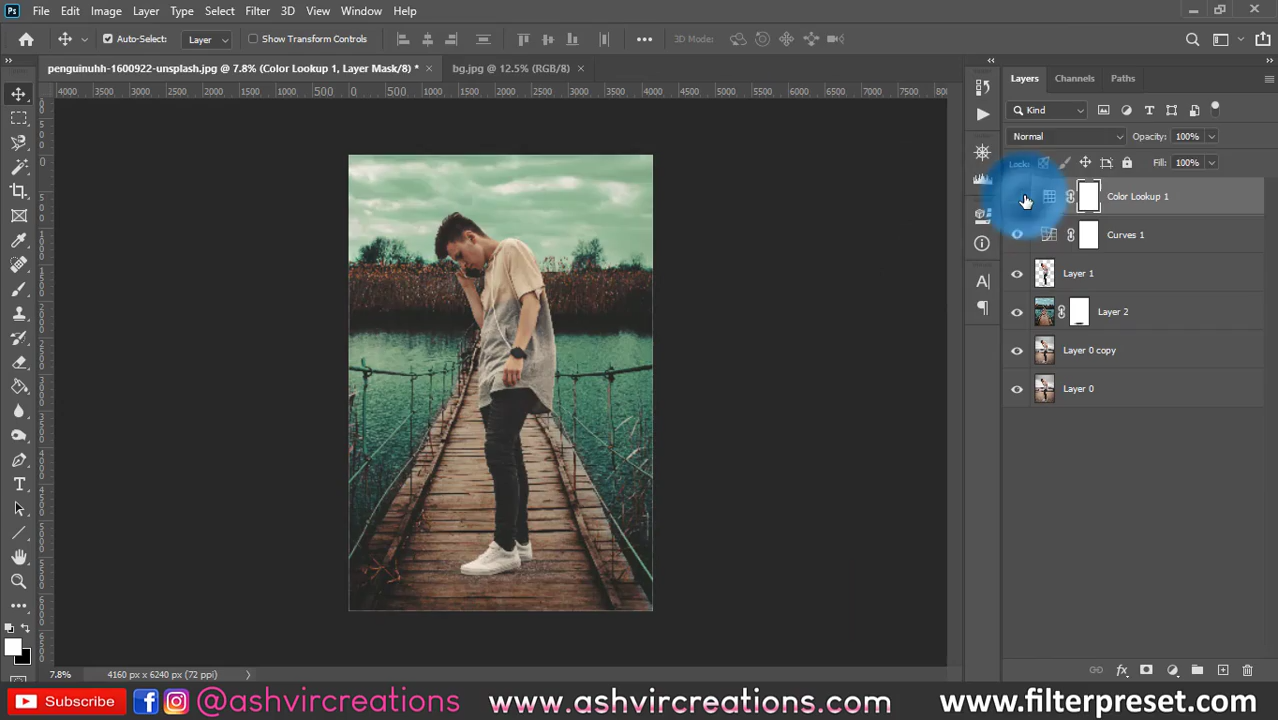 Ps File Edit Image Layer Type Select Filter 3D View Window Help
Auto-Select: Layer Show Transform Controls 3D Mode:
penguinuhh-1600922-unsplash.jpg @ 7.8% (Color Lookup 1, Layer Mask/8) * × bg.jpg @ 12.5% (RGB/8) ×
4000 3500 3000 2500 2000 1500 1000 500 0 500 1000 1500 2000 2500 3000 3500 4000 4500 5000 5500 6000 6500 7000 7500 800
Layers Channels Paths
Kind
Normal Opacity: 100%
Lock: Fill: 100%
Color Lookup 1
Curves 1
Layer 1
Layer 2
Layer 0 copy
Layer 0
7.8% 4160 px x 6240 px (72 ppi)
Subscribe @ashvircreations www.ashvircreations.com www.filterpreset.com